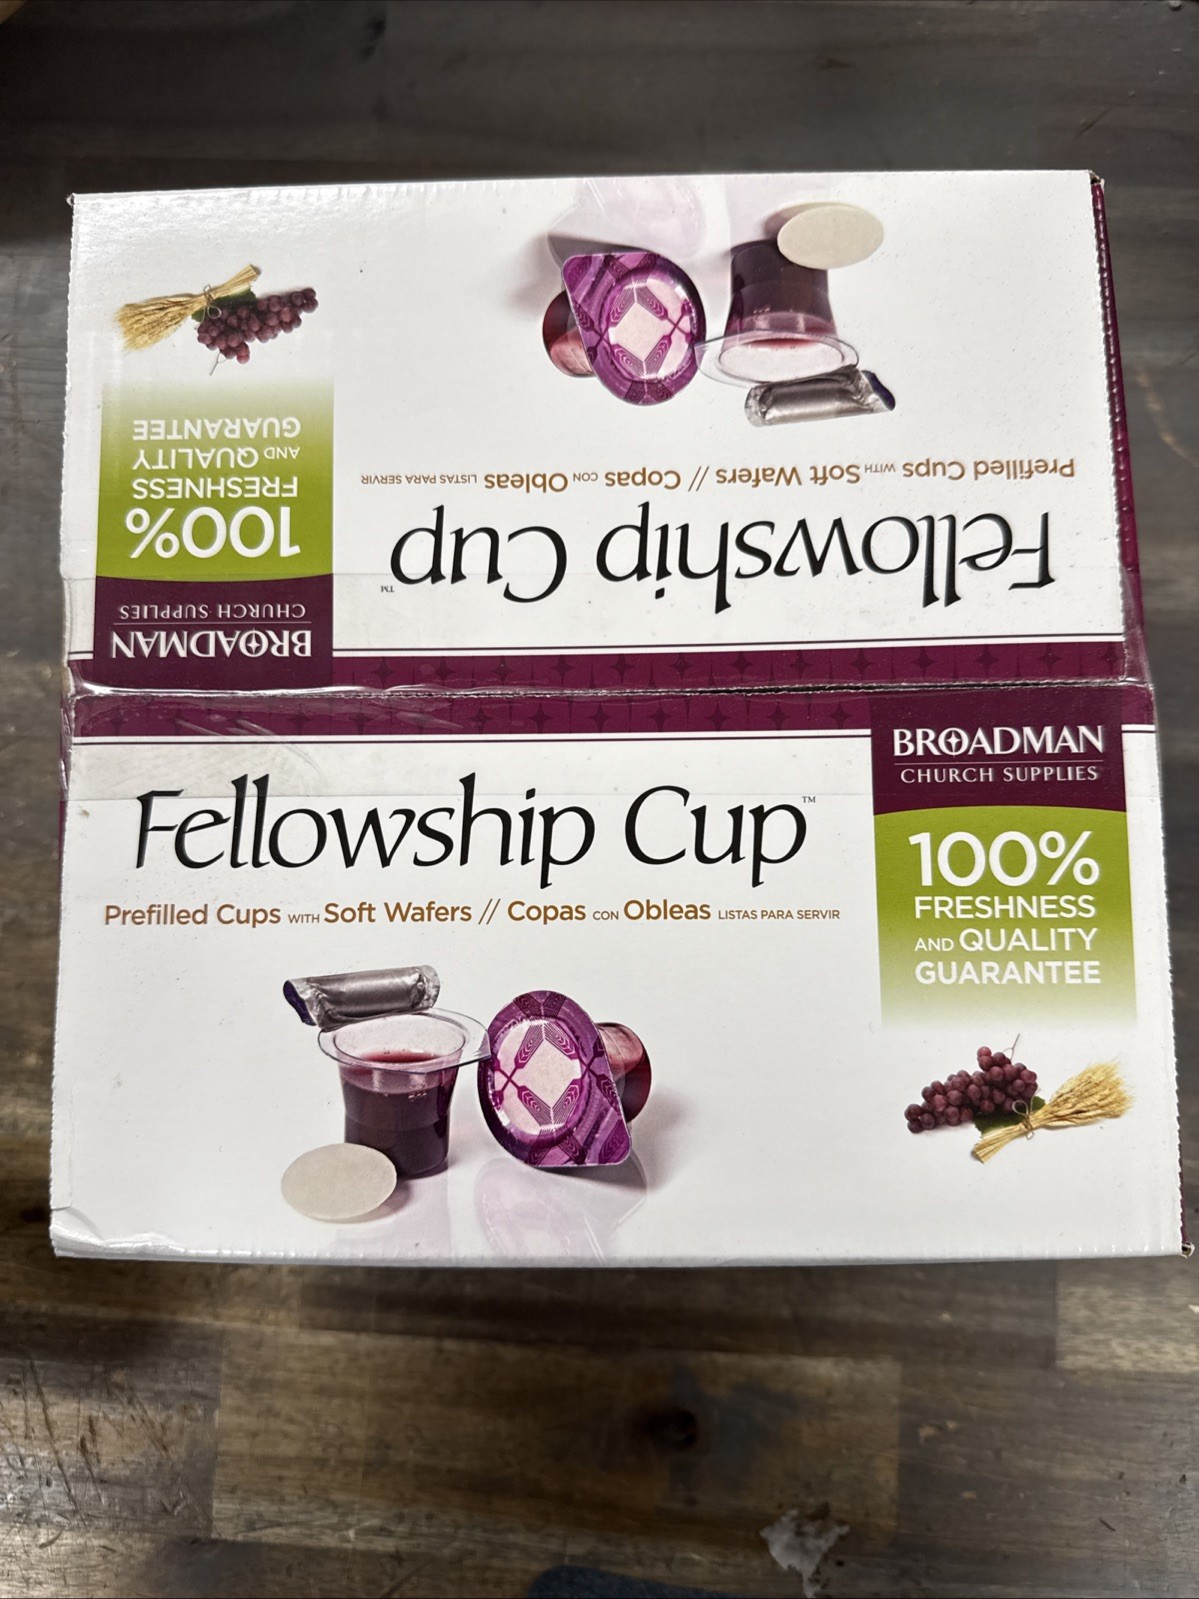 Prefilled Cups WITH Soft Wafers // Copas CON Obleas LISTAS PARA SERVIR
Fellowship Cup™
100%
FRESHNESS
AND QUALITY
GUARANTEE
BROADMAN
CHURCH SUPPLIES
BROADMAN
CHURCH SUPPLIES
Fellowship Cup™
Prefilled Cups WITH Soft Wafers // Copas CON Obleas LISTAS PARA SERVIR
100%
FRESHNESS
AND QUALITY
GUARANTEE